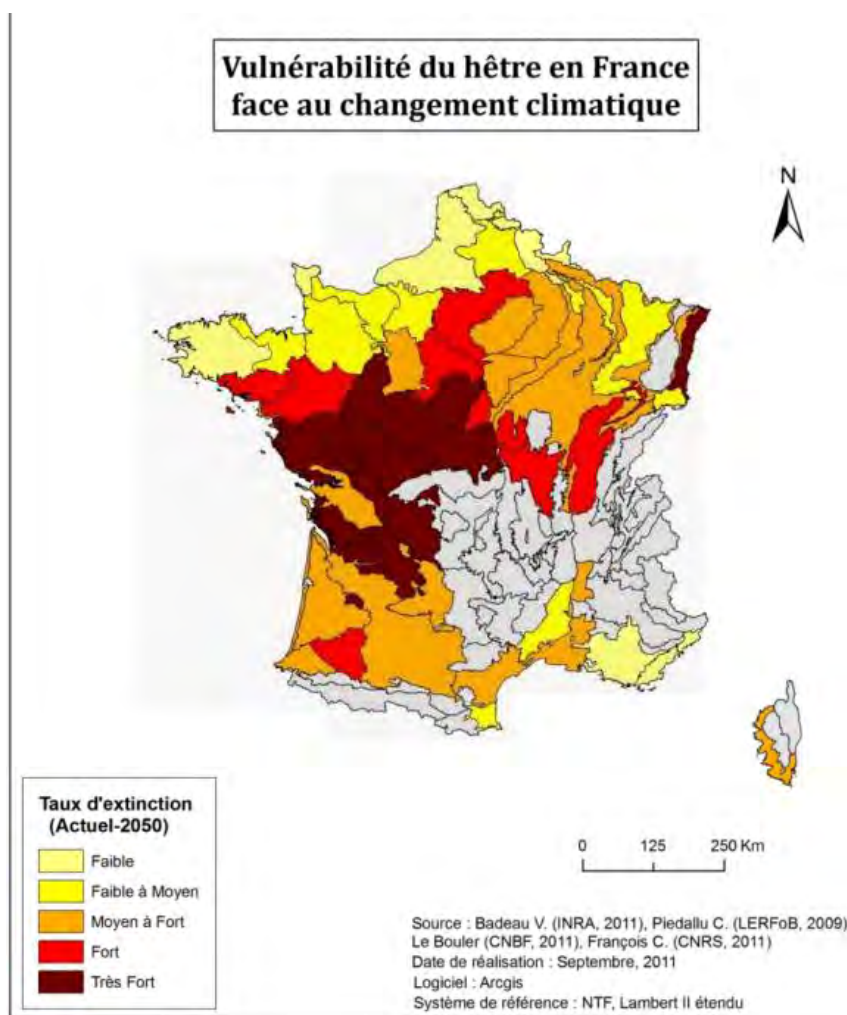 Vulnérabilité du hêtre en France
face au changement climatique
N
Taux d'extinction
(Actuel-2050)
Faible
Faible à Moyen
Moyen à Fort
Fort
Très Fort
0 125 250 Km
Source : Badeau V. (INRA, 2011), Piedallu C. (LERFoB, 2009)
Le Bouler (CNBF, 2011), François C. (CNRS, 2011)
Date de réalisation : Septembre, 2011
Logiciel : Arcgis
Système de référence : NTF, Lambert II étendu